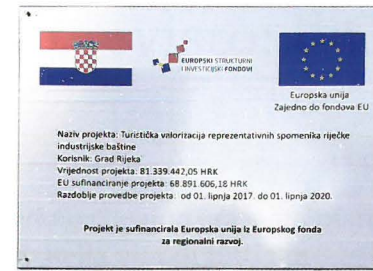 EUROPSKI STRUKTURNI
I INVESTICIJSKI FONDOVI
Europska unija
Zajedno do fondova EU
Naziv projekta: Turistička valorizacija reprezentativnih spomenika riječke
industrijske baštine
Korisnik: Grad Rijeka
Vrijednost projekta: 81.339.442,05 HRK
EU sufinanciranje projekta: 68.891.606,18 HRK
Razdoblje provedbe projekta: od 01. lipnja 2017. do 01. lipnja 2020.
Projekt je sufinancirala Europska unija iz Europskog fonda
za regionalni razvoj.